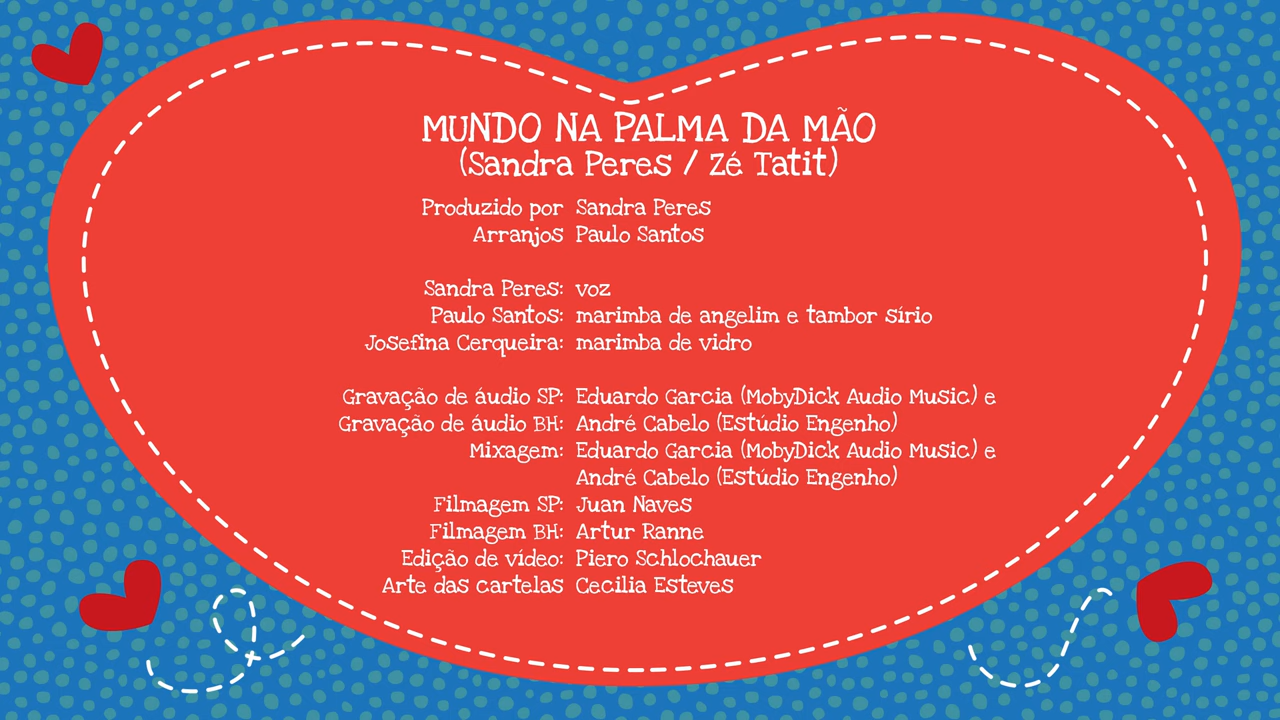 MUNDO NA PALMA DA MÃO
(Sandra Peres / Zé Tatit)
Produzido por Sandra Peres
Arranjos Paulo Santos
Sandra Peres: voz
Paulo Santos: marimba de angelim e tambor sírio
Josefina Cerqueira: marimba de vidro
Gravação de áudio SP: Eduardo Garcia (MobyDick Audio Music) e
Gravação de áudio BH: André Cabelo (Estúdio Engenho)
Mixagem: Eduardo Garcia (MobyDick Audio Music) e
André Cabelo (Estúdio Engenho)
Filmagem SP: Juan Naves
Filmagem BH: Artur Ranne
Edição de vídeo: Piero Schlochauer
Arte das cartelas Cecilia Esteves